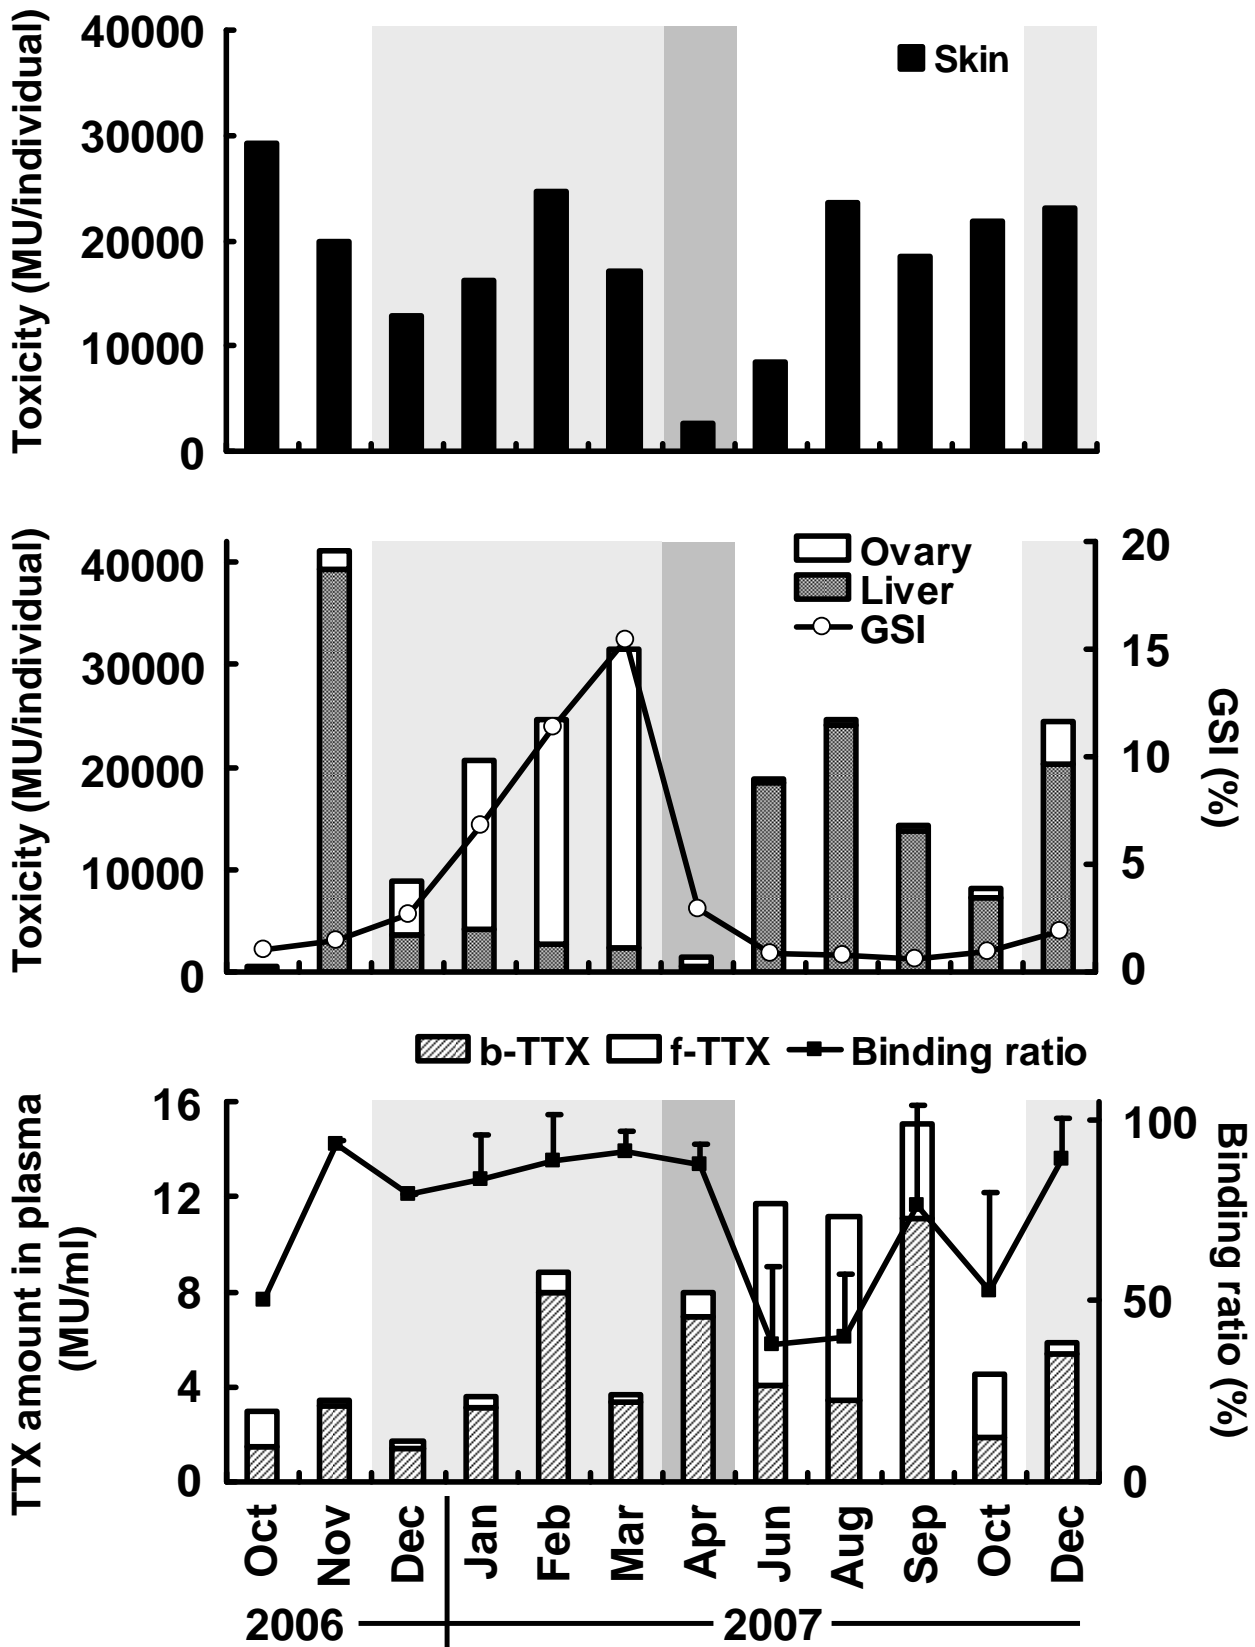 Toxicity (MU/individual)
40000
30000
20000
10000
0
Skin
Toxicity (MU/individual)
40000
30000
20000
10000
0
Ovary
Liver
GSI
20
15
10
5
0
GSI (%)
b-TTX f-TTX Binding ratio
TTX amount in plasma
(MU/ml)
16
12
8
4
0
100
50
0
Binding ratio (%)
Oct Nov Dec Jan Feb Mar Apr Jun Aug Sep Oct Dec
2006 2007